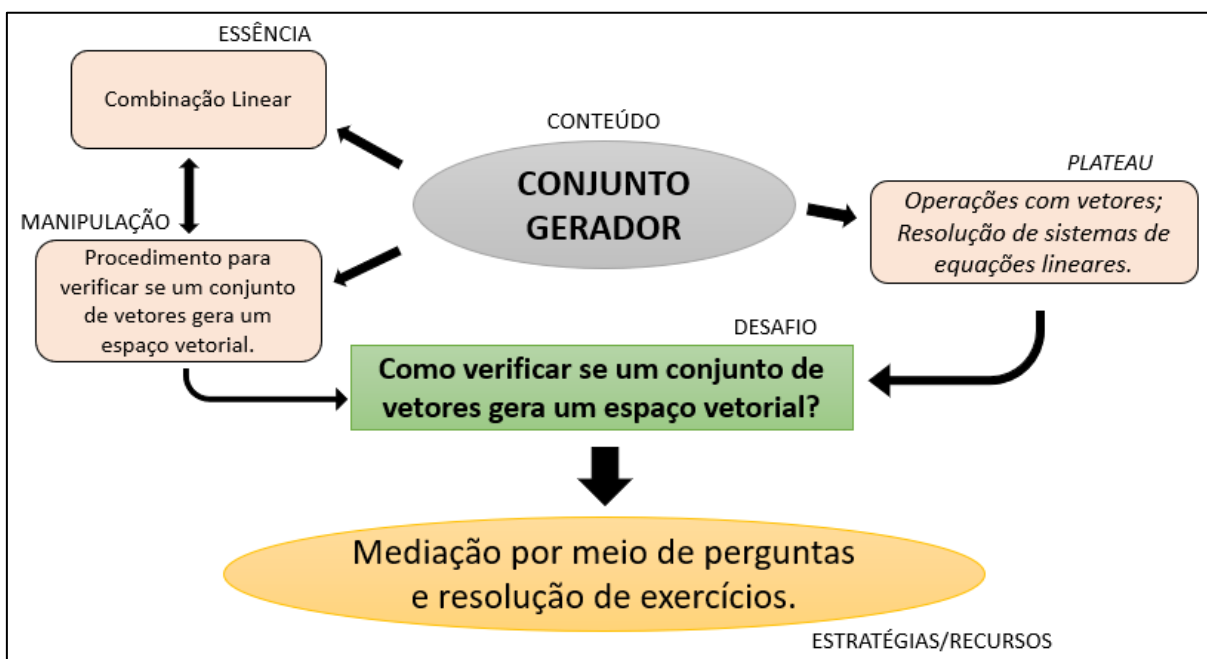 ESSÊNCIA
Combinação Linear
CONTEÚDO
CONJUNTO
GERADOR
PLATEAU
Operações com vetores;
Resolução de sistemas de
equações lineares.
MANIPULAÇÃO
Procedimento para
verificar se um conjunto
de vetores gera um
espaço vetorial.
DESAFIO
Como verificar se um conjunto de
vetores gera um espaço vetorial?
Mediação por meio de perguntas
e resolução de exercícios.
ESTRATÉGIAS/RECURSOS